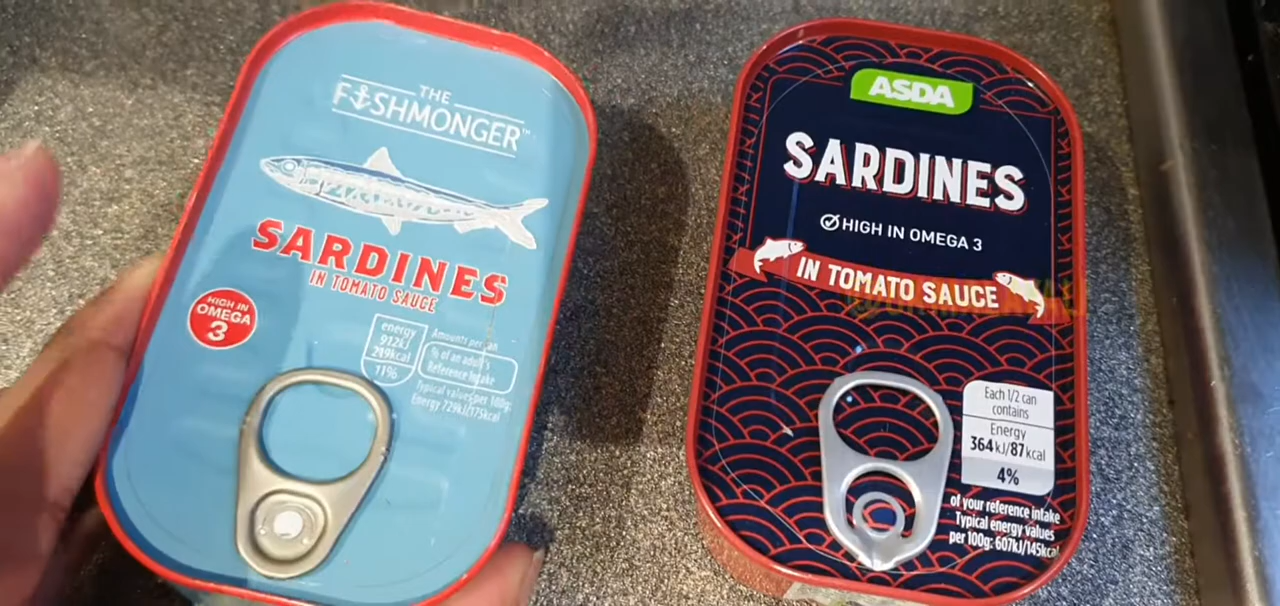 THE
FISHMONGER™
SARDINES
IN TOMATO SAUCE
HIGH IN
OMEGA
3
energy
912kJ
219kcal
11%
Amounts per can
% of an adult's
Reference Intake
Typical values per 100g:
Energy 729kJ/175kcal
ASDA
SARDINES
HIGH IN OMEGA 3
IN TOMATO SAUCE
Each 1/2 can
contains
Energy
364kJ/87kcal
4%
of your reference intake
Typical energy values
per 100g: 607kJ/145kcal